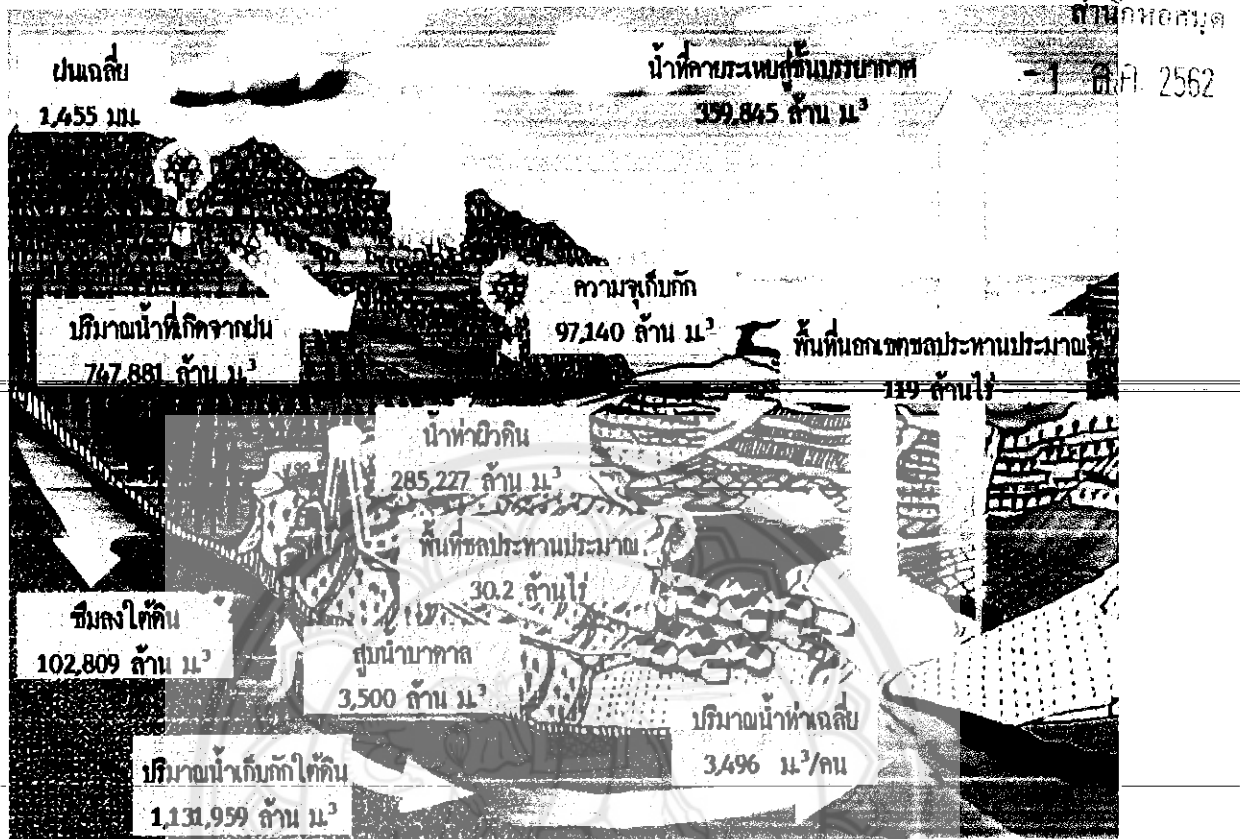 สำนักหอสมุด
ฝนเฉลี่ย
1,455 มม.
น้ำที่คายระเหยสู่ชั้นบรรยากาศ
359,845 ล้าน ม.³
2562
ปริมาณน้ำที่เกิดจากฝน
747,881 ล้าน ม.³
ความจุเก็บกัก
97,140 ล้าน ม.³
พื้นที่นอกเขตชลประทานประมาณ
119 ล้านไร่
น้ำท่าผิวดิน
285,227 ล้าน ม.³
พื้นที่ชลประทานประมาณ
30.2 ล้านไร่
ซึมลงใต้ดิน
102,809 ล้าน ม.³
สูบน้ำบาดาล
3,500 ล้าน ม.³
ปริมาณน้ำท่าเฉลี่ย
3,496 ม.³/คน
ปริมาณน้ำเก็บกักใต้ดิน
1,131,959 ล้าน ม.³